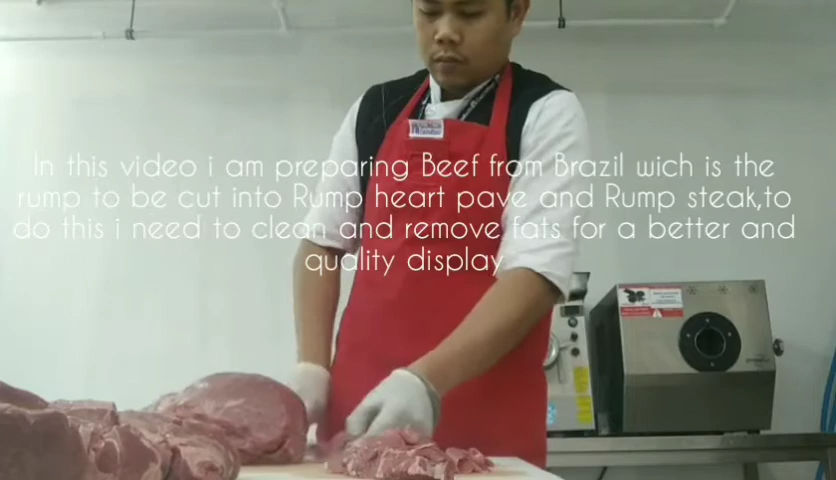 In this video i am preparing Beef from Brazil wich is the
rump to be cut into Rump heart pave and Rump steak,to
do this i need to clean and remove fats for a better and
quality display